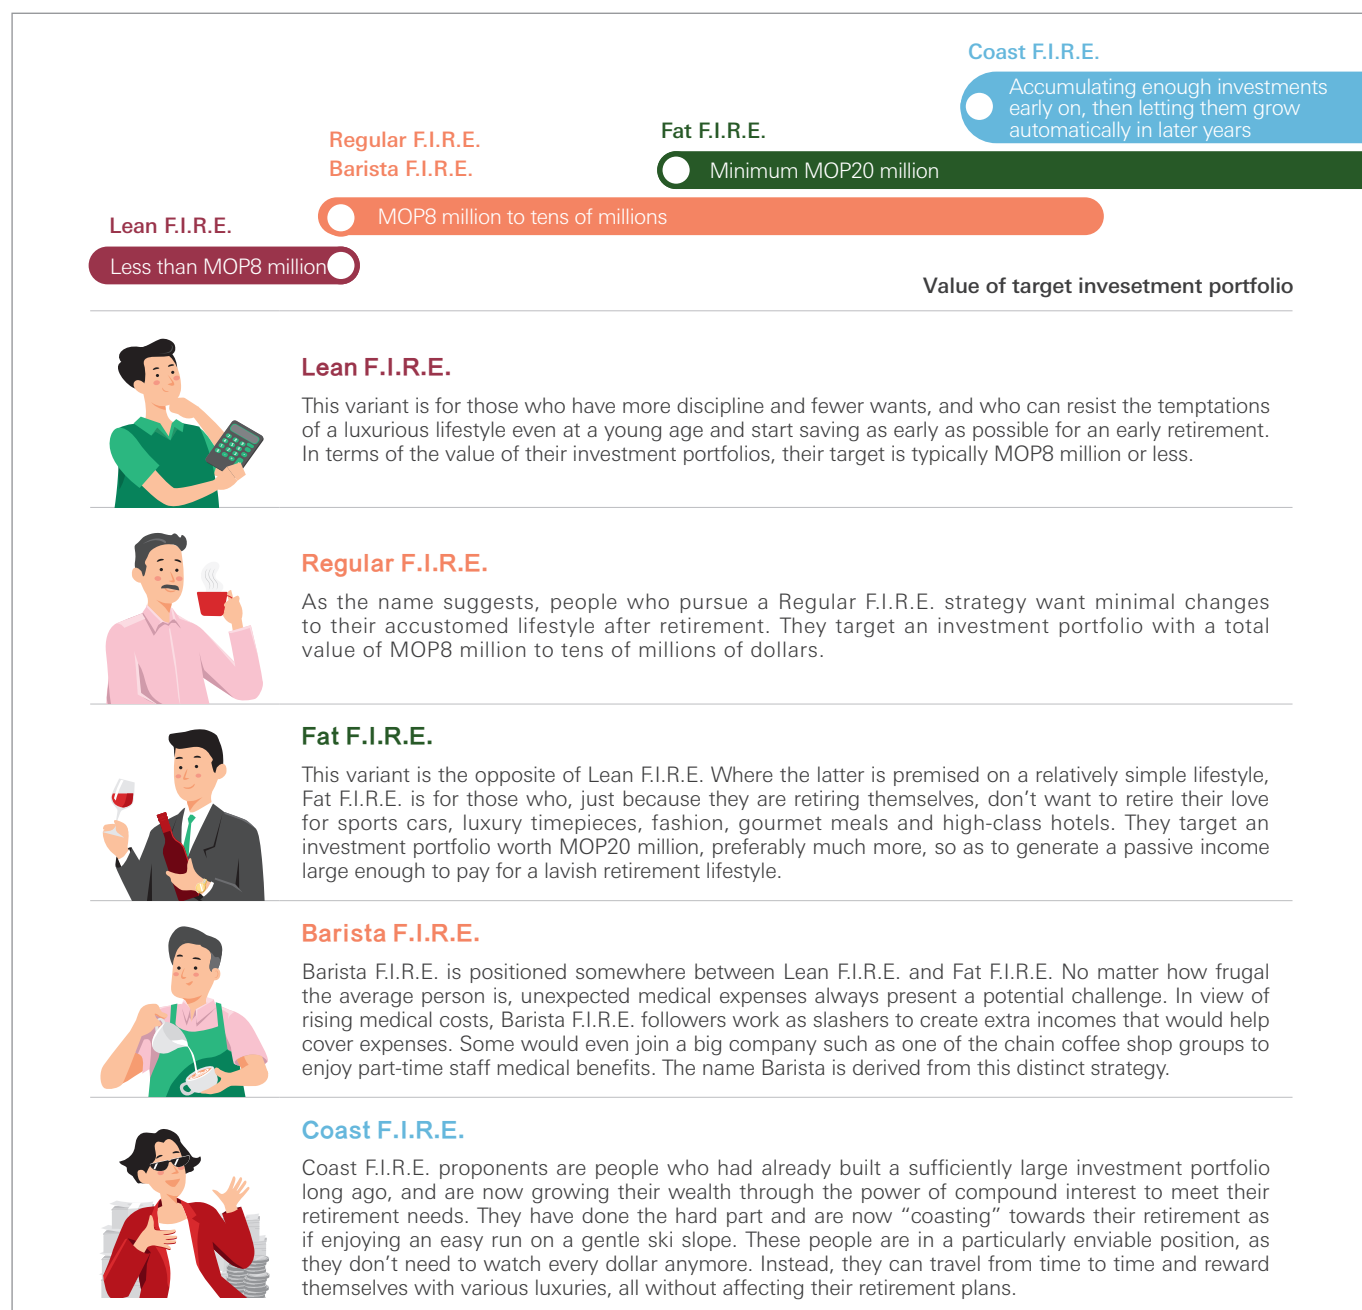 Coast F.I.R.E.
Accumulating enough investments
early on, then letting them grow
automatically in later years
Fat F.I.R.E.
Minimum MOP20 million
Regular F.I.R.E.
Barista F.I.R.E.
MOP8 million to tens of millions
Lean F.I.R.E.
Less than MOP8 million
Value of target invesetment portfolio
Lean F.I.R.E.
This variant is for those who have more discipline and fewer wants, and who can resist the temptations
of a luxurious lifestyle even at a young age and start saving as early as possible for an early retirement.
In terms of the value of their investment portfolios, their target is typically MOP8 million or less.
Regular F.I.R.E.
As the name suggests, people who pursue a Regular F.I.R.E. strategy want minimal changes
to their accustomed lifestyle after retirement. They target an investment portfolio with a total
value of MOP8 million to tens of millions of dollars.
Fat F.I.R.E.
This variant is the opposite of Lean F.I.R.E. Where the latter is premised on a relatively simple lifestyle,
Fat F.I.R.E. is for those who, just because they are retiring themselves, don't want to retire their love
for sports cars, luxury timepieces, fashion, gourmet meals and high-class hotels. They target an
investment portfolio worth MOP20 million, preferably much more, so as to generate a passive income
large enough to pay for a lavish retirement lifestyle.
Barista F.I.R.E.
Barista F.I.R.E. is positioned somewhere between Lean F.I.R.E. and Fat F.I.R.E. No matter how frugal
the average person is, unexpected medical expenses always present a potential challenge. In view of
rising medical costs, Barista F.I.R.E. followers work as slashers to create extra incomes that would help
cover expenses. Some would even join a big company such as one of the chain coffee shop groups to
enjoy part-time staff medical benefits. The name Barista is derived from this distinct strategy.
Coast F.I.R.E.
Coast F.I.R.E. proponents are people who had already built a sufficiently large investment portfolio
long ago, and are now growing their wealth through the power of compound interest to meet their
retirement needs. They have done the hard part and are now “coasting” towards their retirement as
if enjoying an easy run on a gentle ski slope. These people are in a particularly enviable position, as
they don't need to watch every dollar anymore. Instead, they can travel from time to time and reward
themselves with various luxuries, all without affecting their retirement plans.